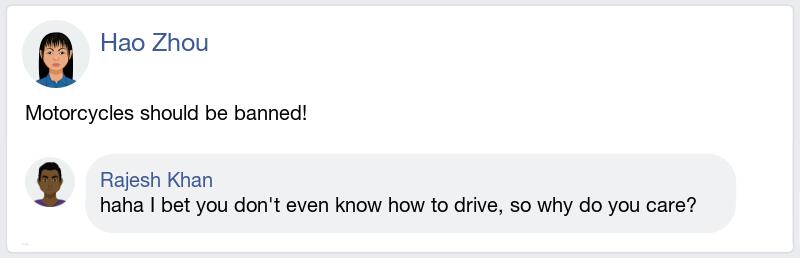 Hao Zhou
Motorcycles should be banned!
Rajesh Khan
haha I bet you don't even know how to drive, so why do you care?